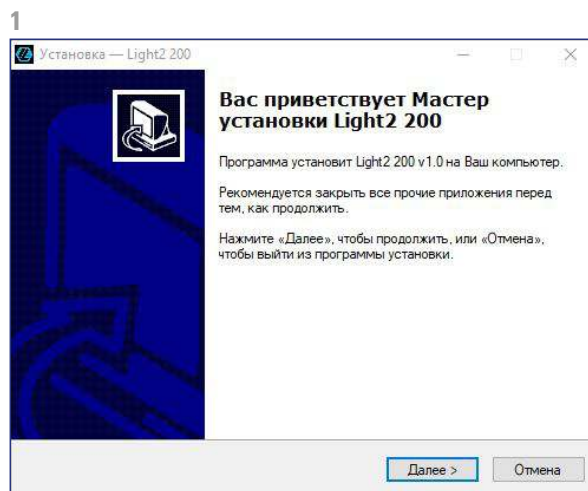 1
Установка — Light2 200
Вас приветствует Мастер
установки Light2 200
Программа установит Light2 200 v1.0 на Ваш компьютер.
Рекомендуется закрыть все прочие приложения перед
тем, как продолжить.
Нажмите «Далее», чтобы продолжить, или «Отмена»,
чтобы выйти из программы установки.
Далее >
Отмена